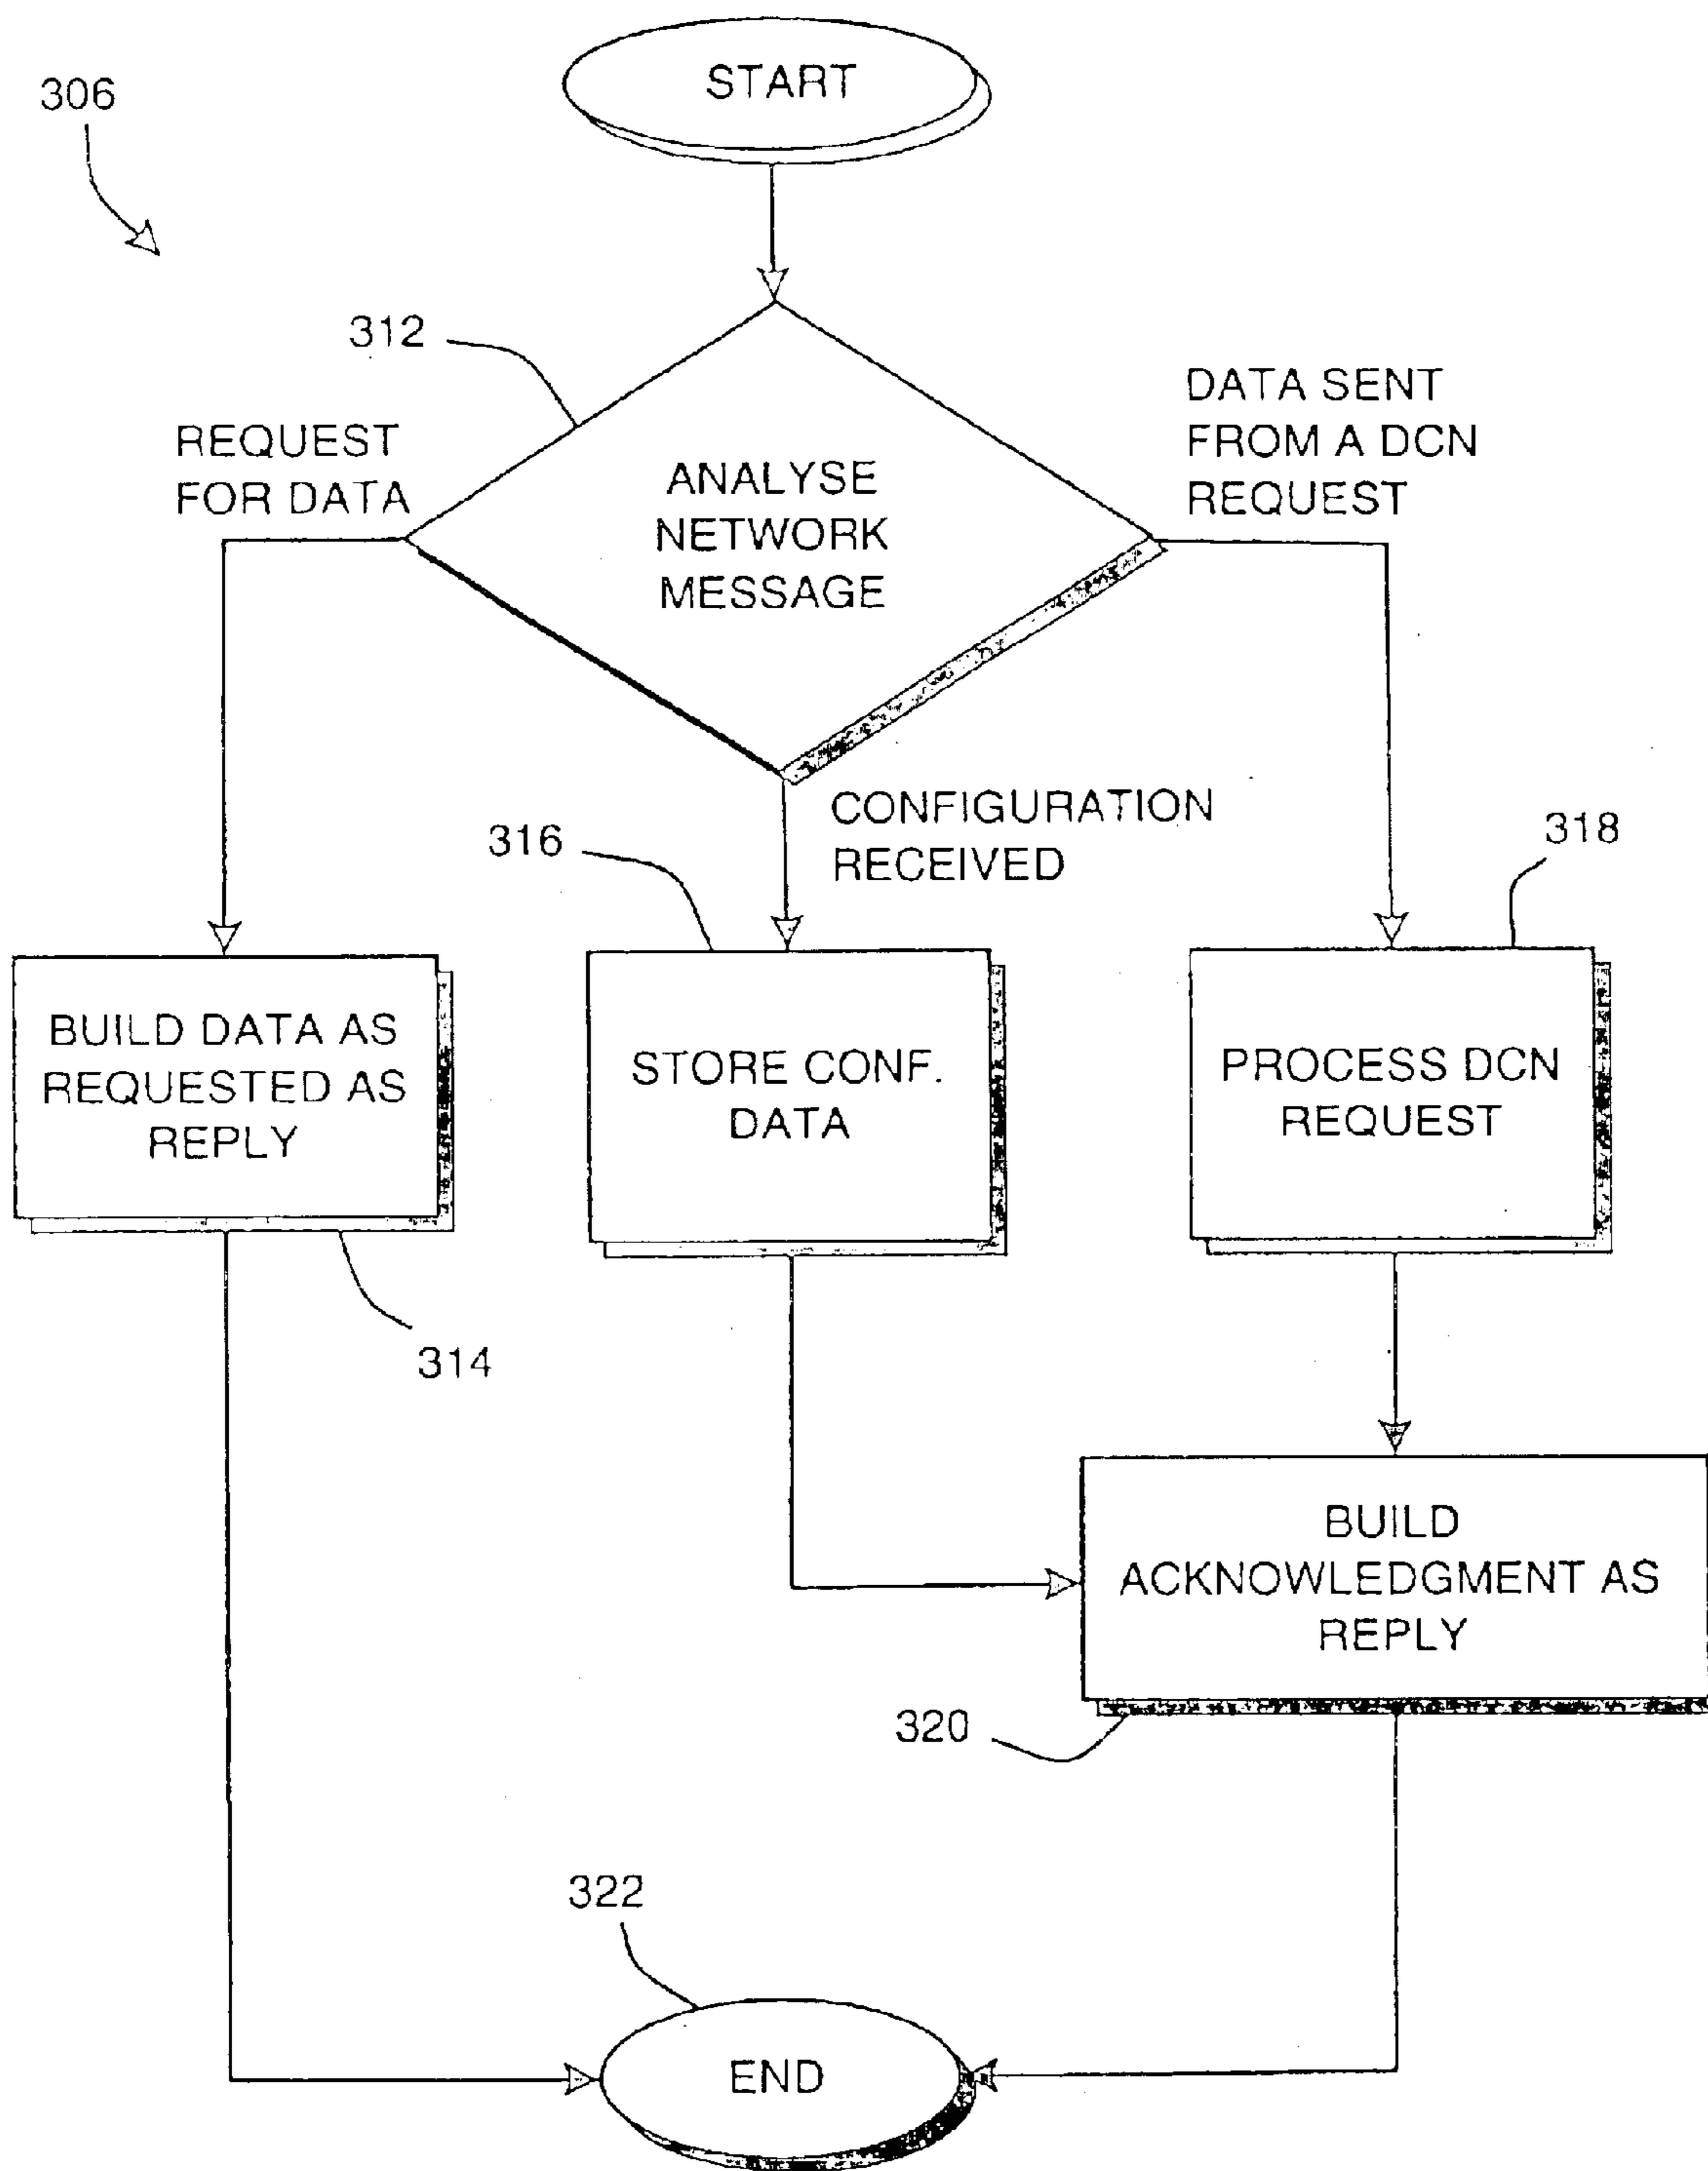 START
306
312
REQUEST
FOR DATA
ANALYSE
NETWORK
MESSAGE
DATA SENT
FROM A DCN
REQUEST
CONFIGURATION
RECEIVED
316
318
BUILD DATA AS
REQUESTED AS
REPLY
STORE CONF.
DATA
PROCESS DCN
REQUEST
314
BUILD
ACKNOWLEDGMENT AS
REPLY
320
322
END